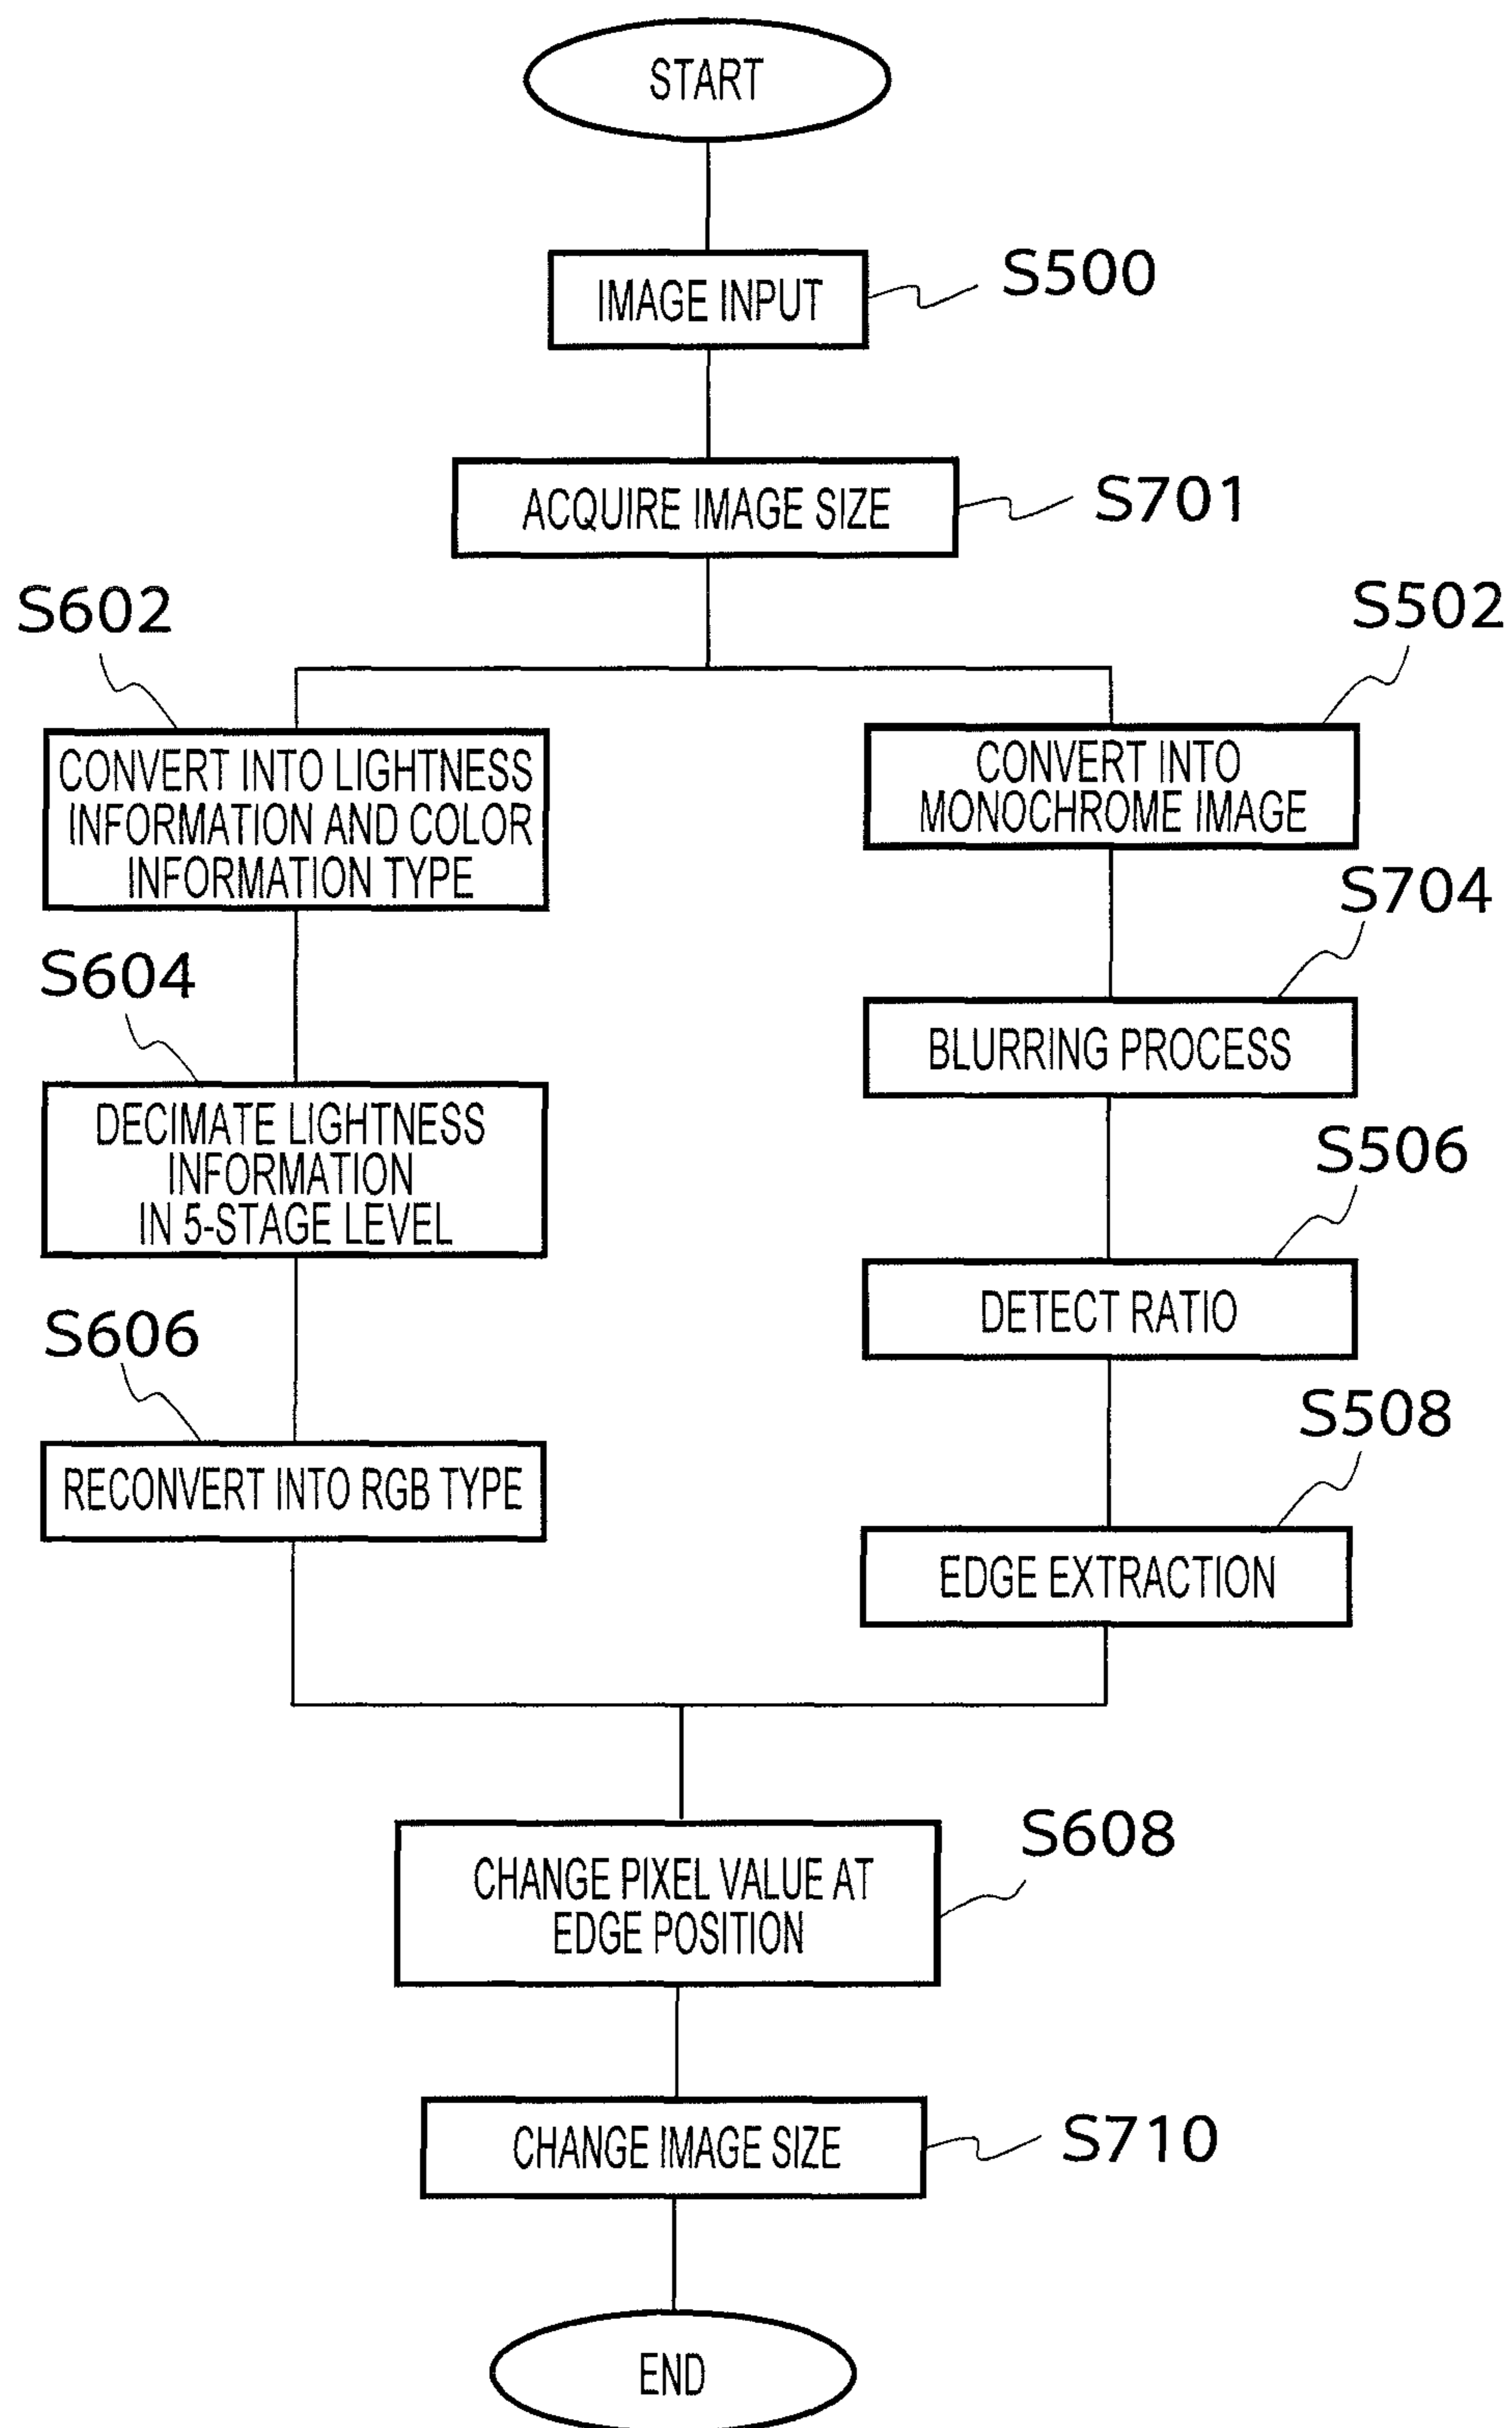 START
IMAGE INPUT
S500
ACQUIRE IMAGE SIZE
S701
S602
CONVERT INTO LIGHTNESS
INFORMATION AND COLOR
INFORMATION TYPE
S604
DECIMATE LIGHTNESS
INFORMATION
IN 5-STAGE LEVEL
S606
RECONVERT INTO RGB TYPE
S502
CONVERT INTO
MONOCHROME IMAGE
S704
BLURRING PROCESS
S506
DETECT RATIO
S508
EDGE EXTRACTION
S608
CHANGE PIXEL VALUE AT
EDGE POSITION
CHANGE IMAGE SIZE
S710
END